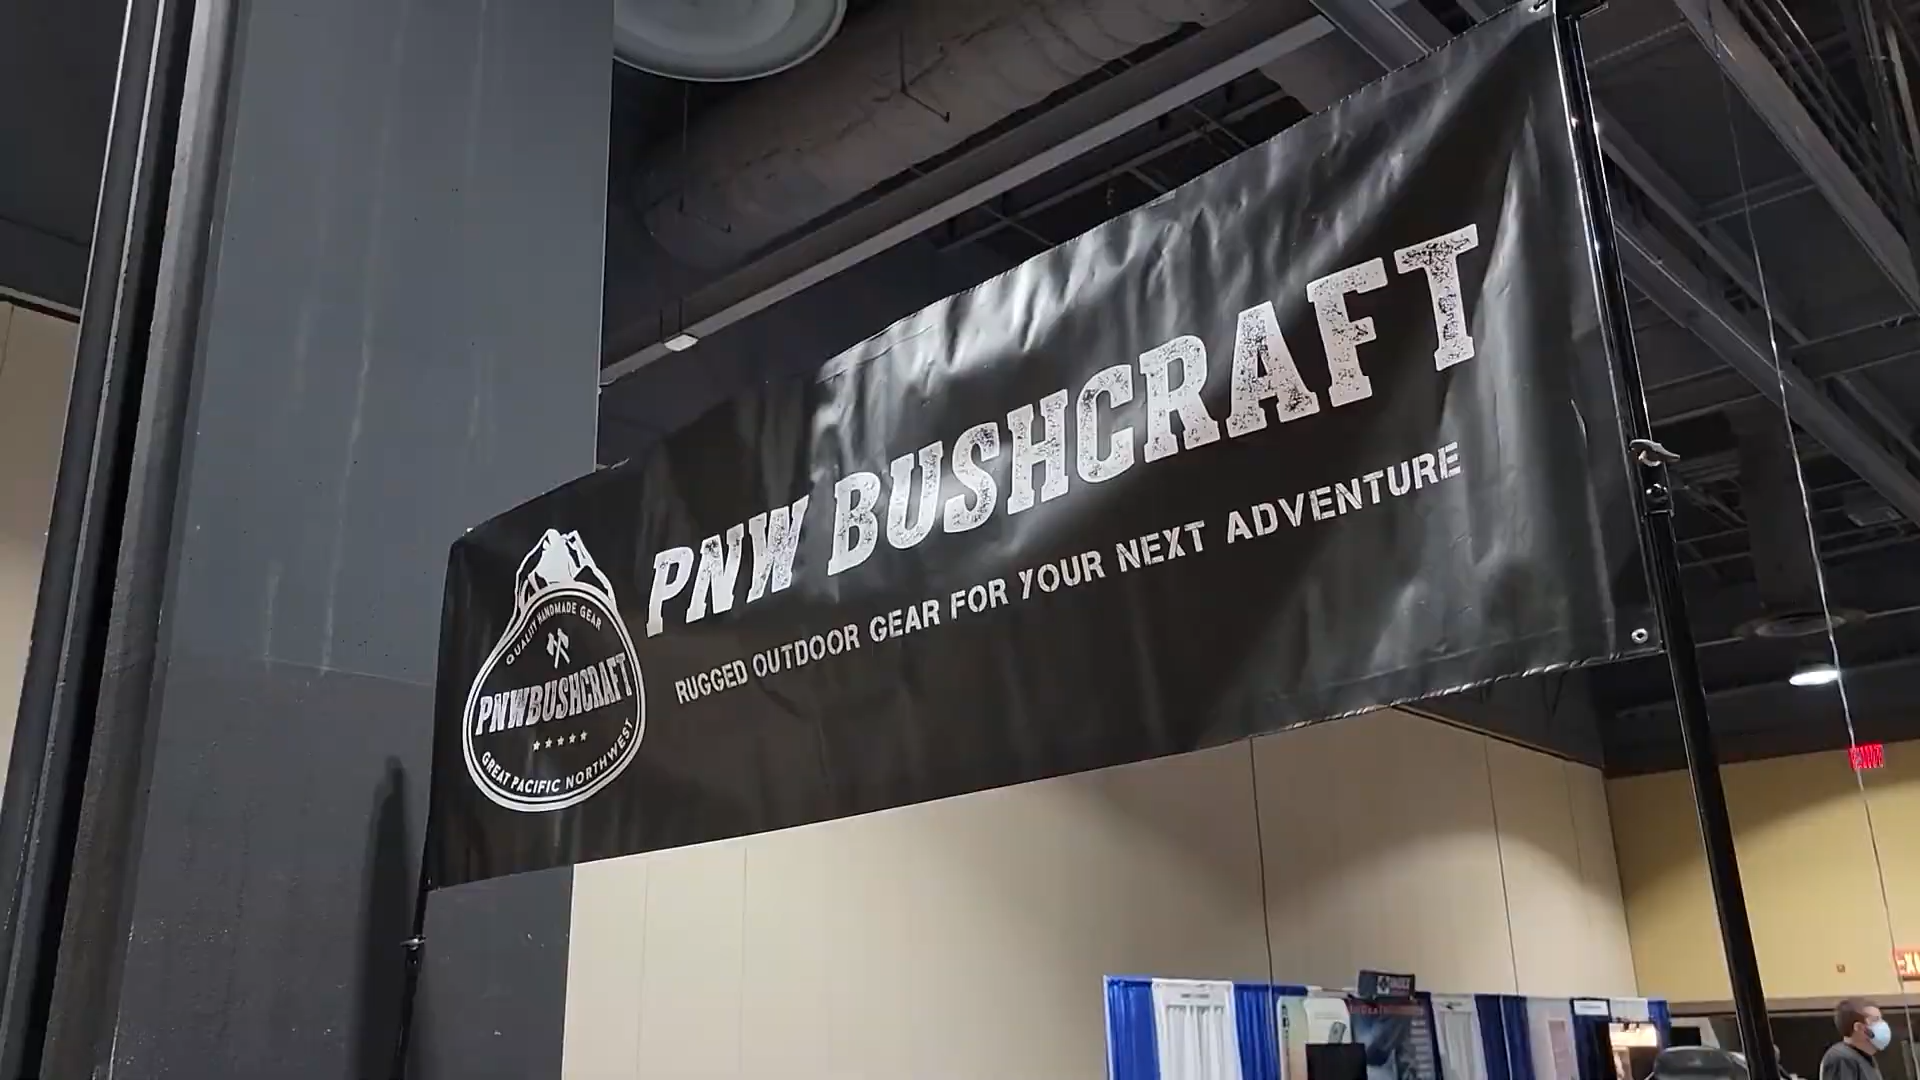 PNW BUSHCRAFT
RUGGED OUTDOOR GEAR FOR YOUR NEXT ADVENTURE
QUALITY HANDMADE GEAR
PNWBUSHCRAFT
GREAT PACIFIC NORTHWEST